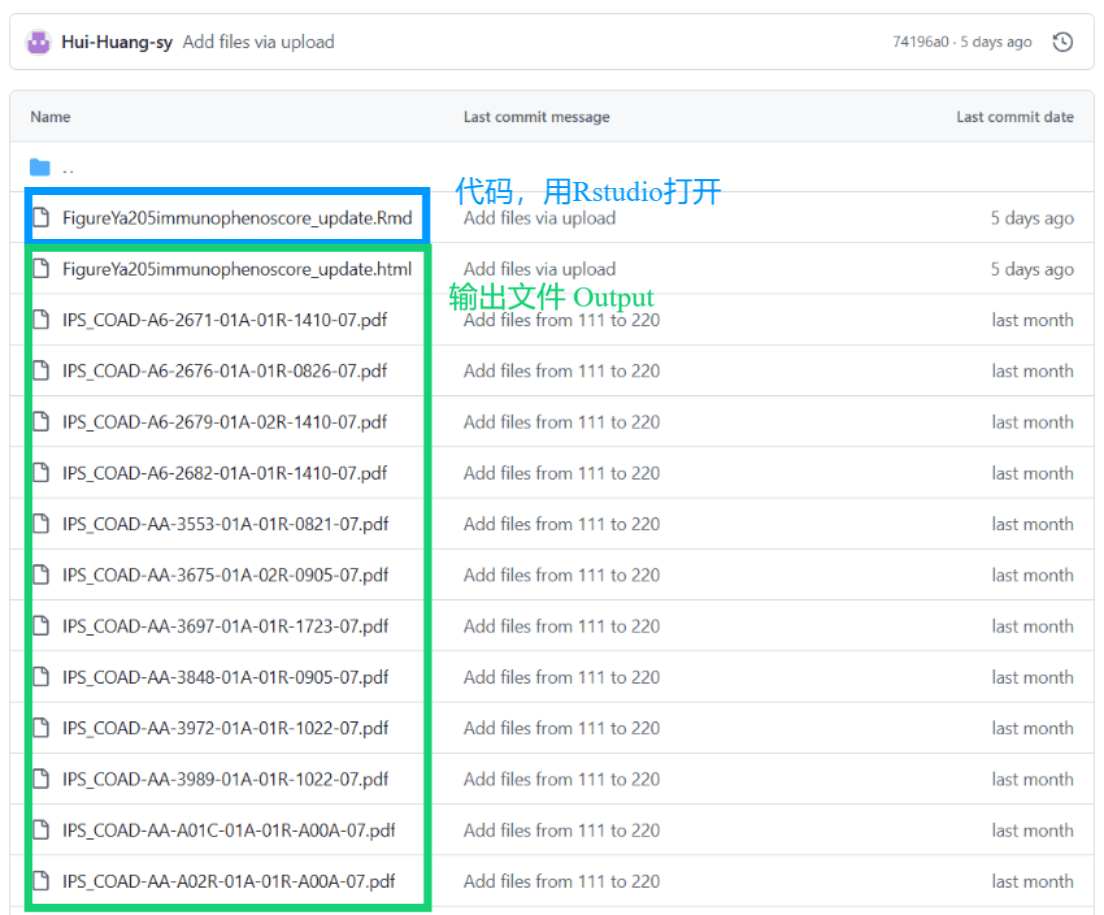 Hui-Huang-sy Add files via upload 74196a0 · 5 days ago
Name Last commit message Last commit date
..
代码，用Rstudio打开
FigureYa205immunophenoscore_update.Rmd Add files via upload 5 days ago
FigureYa205immunophenoscore_update.html Add files via upload 5 days ago
输出文件 Output
IPS_COAD-A6-2671-01A-01R-1410-07.pdf Add files from 111 to 220 last month
IPS_COAD-A6-2676-01A-01R-0826-07.pdf Add files from 111 to 220 last month
IPS_COAD-A6-2679-01A-02R-1410-07.pdf Add files from 111 to 220 last month
IPS_COAD-A6-2682-01A-01R-1410-07.pdf Add files from 111 to 220 last month
IPS_COAD-AA-3553-01A-01R-0821-07.pdf Add files from 111 to 220 last month
IPS_COAD-AA-3675-01A-02R-0905-07.pdf Add files from 111 to 220 last month
IPS_COAD-AA-3697-01A-01R-1723-07.pdf Add files from 111 to 220 last month
IPS_COAD-AA-3848-01A-01R-0905-07.pdf Add files from 111 to 220 last month
IPS_COAD-AA-3972-01A-01R-1022-07.pdf Add files from 111 to 220 last month
IPS_COAD-AA-3989-01A-01R-1022-07.pdf Add files from 111 to 220 last month
IPS_COAD-AA-A01C-01A-01R-A00A-07.pdf Add files from 111 to 220 last month
IPS_COAD-AA-A02R-01A-01R-A00A-07.pdf Add files from 111 to 220 last month